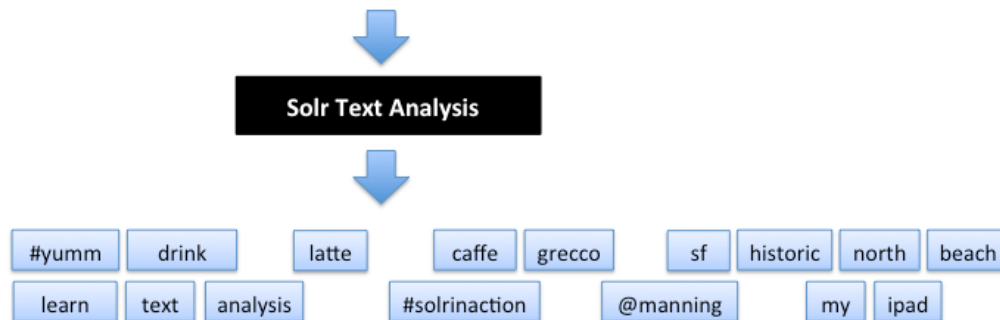 Solr Text Analysis
#yumm drink latte caffe grecco sf historic north beach
learn text analysis #solrinaction @manning my ipad